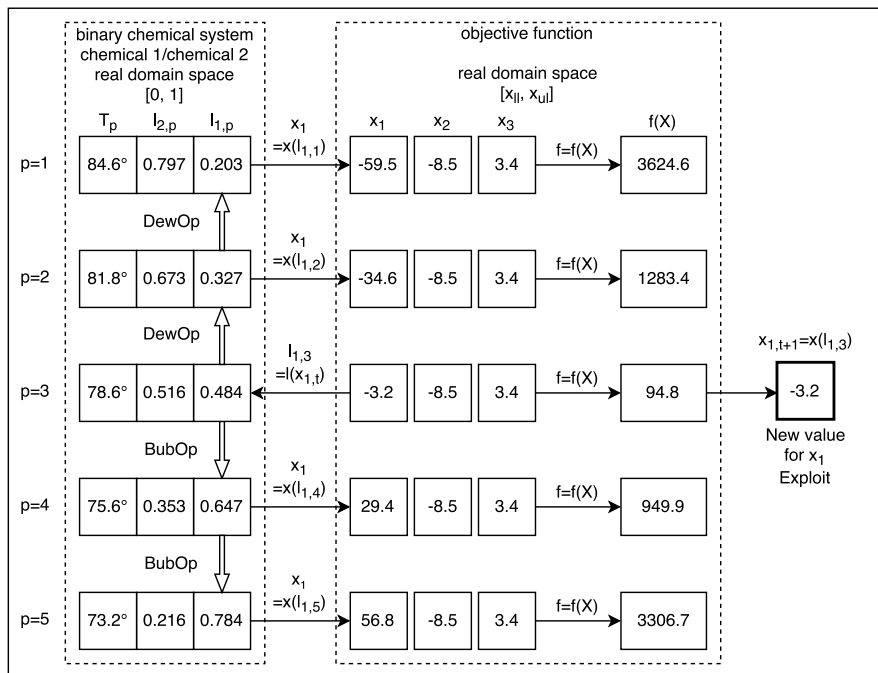 binary chemical system
chemical 1/chemical 2
real domain space
[0, 1]
objective function
real domain space
[xll, xul]
Tp I2,p I1,p
x1 x2 x3 f(X)
p=1 84.6° 0.797 0.203
x1
=x(I1,1)
-59.5 -8.5 3.4 f=f(X) 3624.6
DewOp
p=2 81.8° 0.673 0.327
x1
=x(I1,2)
-34.6 -8.5 3.4 f=f(X) 1283.4
DewOp
p=3 78.6° 0.516 0.484
I1,3
=I(x1,t)
-3.2 -8.5 3.4 f=f(X) 94.8
x1,t+1=x(I1,3)
-3.2
New value
for x1
Exploit
BubOp
p=4 75.6° 0.353 0.647
x1
=x(I1,4)
29.4 -8.5 3.4 f=f(X) 949.9
BubOp
p=5 73.2° 0.216 0.784
x1
=x(I1,5)
56.8 -8.5 3.4 f=f(X) 3306.7